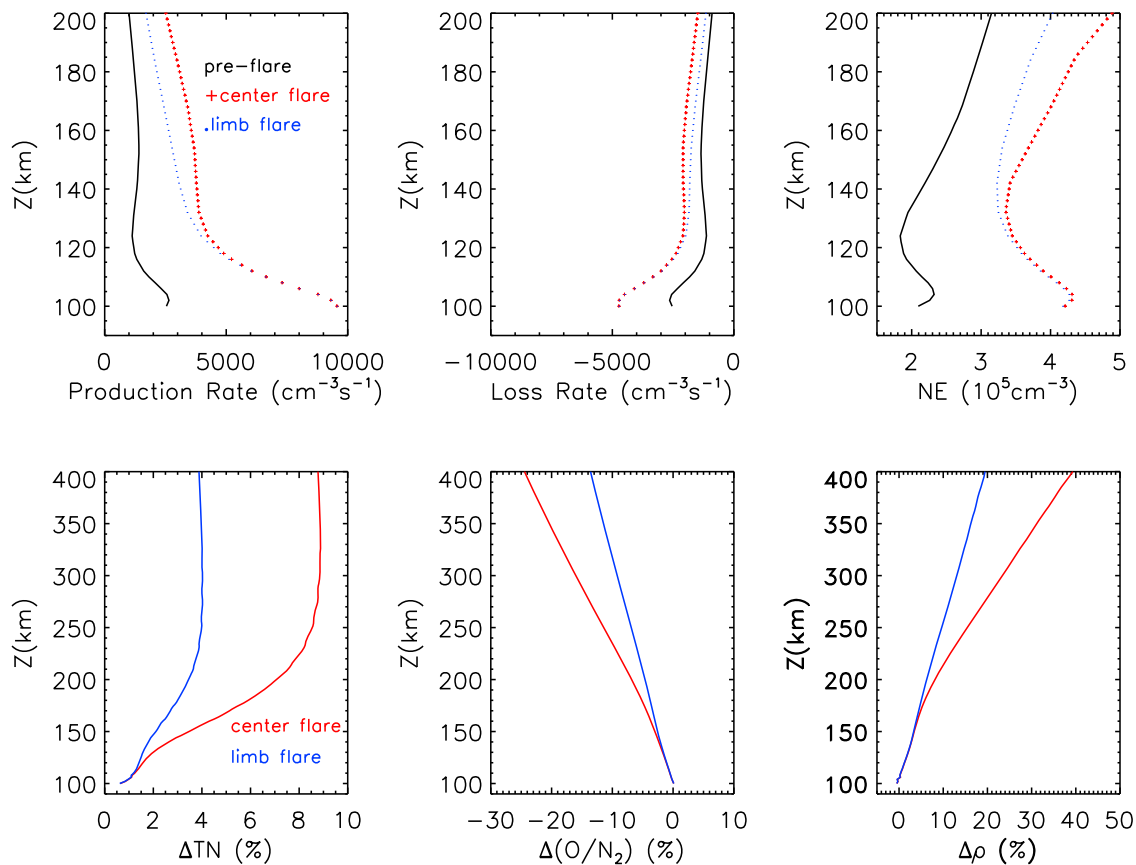 200
180
160
140
120
100
Z(km)
pre−flare
+center flare
.limb flare
0 5000 10000
Production Rate (cm⁻³s⁻¹)
200
180
160
140
120
100
Z(km)
−10000 −5000 0
Loss Rate (cm⁻³s⁻¹)
200
180
160
140
120
100
Z(km)
2 3 4 5
NE (10⁵cm⁻³)
400
350
300
250
200
150
100
Z(km)
center flare
limb flare
0 2 4 6 8 10
ΔTN (%)
400
350
300
250
200
150
100
Z(km)
−30 −20 −10 0 10
Δ(O/N₂) (%)
400
350
300
250
200
150
100
Z(km)
0 10 20 30 40 50
Δρ (%)